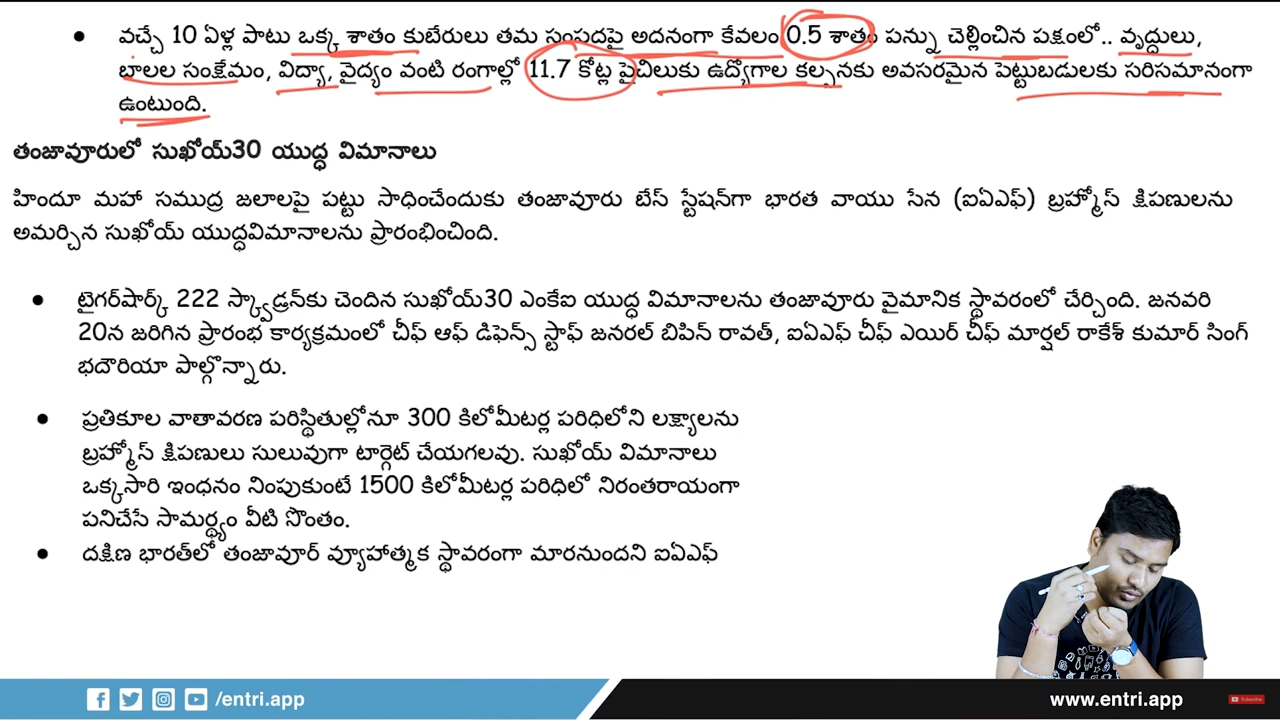 • వచ్చే 10 ఏళ్ల పాటు ఒక్క శాతం కుబేరులు తమ సంపదపై అదనంగా కేవలం 0.5 శాతం పన్ను చెల్లించిన పక్షంలో.. వృద్ధులు,
బాలల సంక్షేమం, విద్యా, వైద్యం వంటి రంగాల్లో 11.7 కోట్ల పైచిలుకు ఉద్యోగాల కల్పనకు అవసరమైన పెట్టుబడులకు సరిసమానంగా
ఉంటుంది.
తంజావూరులో సుఖోయ్30 యుద్ధ విమానాలు
హిందూ మహా సముద్ర జలాలపై పట్టు సాధించేందుకు తంజావూరు బేస్ స్టేషన్‌గా భారత వాయు సేన (ఐఏఎఫ్) బ్రహ్మోస్ క్షిపణులను
అమర్చిన సుఖోయ్ యుద్ధవిమానాలను ప్రారంభించింది.
• టైగర్‌షార్క్ 222 స్క్వాడ్రన్‌కు చెందిన సుఖోయ్30 ఎంకేఐ యుద్ధ విమానాలను తంజావూరు వైమానిక స్థావరంలో చేర్చింది. జనవరి
20న జరిగిన ప్రారంభ కార్యక్రమంలో చీఫ్ ఆఫ్ డిఫెన్స్ స్టాఫ్ జనరల్ బిపిన్ రావత్, ఐఏఎఫ్ చీఫ్ ఎయిర్ చీఫ్ మార్షల్ రాకేశ్ కుమార్ సింగ్
భదౌరియా పాల్గొన్నారు.
• ప్రతికూల వాతావరణ పరిస్థితుల్లోనూ 300 కిలోమీటర్ల పరిధిలోని లక్ష్యాలను
బ్రహ్మోస్ క్షిపణులు సులువుగా టార్గెట్ చేయగలవు. సుఖోయ్ విమానాలు
ఒక్కసారి ఇంధనం నింపుకుంటే 1500 కిలోమీటర్ల పరిధిలో నిరంతరాయంగా
పనిచేసే సామర్థ్యం వీటి సొంతం.
• దక్షిణ భారత్‌లో తంజావూర్ వ్యూహాత్మక స్థావరంగా మారనుందని ఐఏఎఫ్
/entri.app
www.entri.app
Subscribe